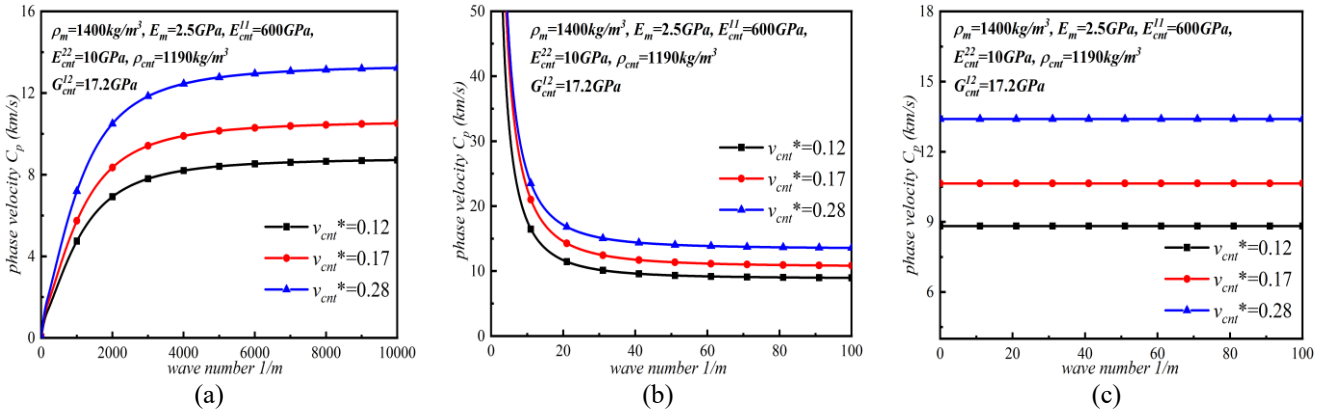 (a)
ρm=1400kg/m³, Em=2.5GPa, E¹¹cnt=600GPa,
E²²cnt=10GPa, ρcnt=1190kg/m³
G¹²cnt=17.2GPa
phase velocity Cp (km/s)
16
12
8
4
0
vcnt*=0.12
vcnt*=0.17
vcnt*=0.28
0 2000 4000 6000 8000 10000
wave number 1/m
(a)
ρm=1400kg/m³, Em=2.5GPa, E¹¹cnt=600GPa,
E²²cnt=10GPa, ρcnt=1190kg/m³
G¹²cnt=17.2GPa
phase velocity Cp (km/s)
50
40
30
20
10
0
vcnt*=0.12
vcnt*=0.17
vcnt*=0.28
0 20 40 60 80 100
wave number 1/m
(b)
ρm=1400kg/m³, Em=2.5GPa, E¹¹cnt=600GPa,
E²²cnt=10GPa, ρcnt=1190kg/m³
G¹²cnt=17.2GPa
phase velocity Cp (km/s)
18
15
12
9
6
vcnt*=0.12
vcnt*=0.17
vcnt*=0.28
0 20 40 60 80 100
wave number 1/m
(c)